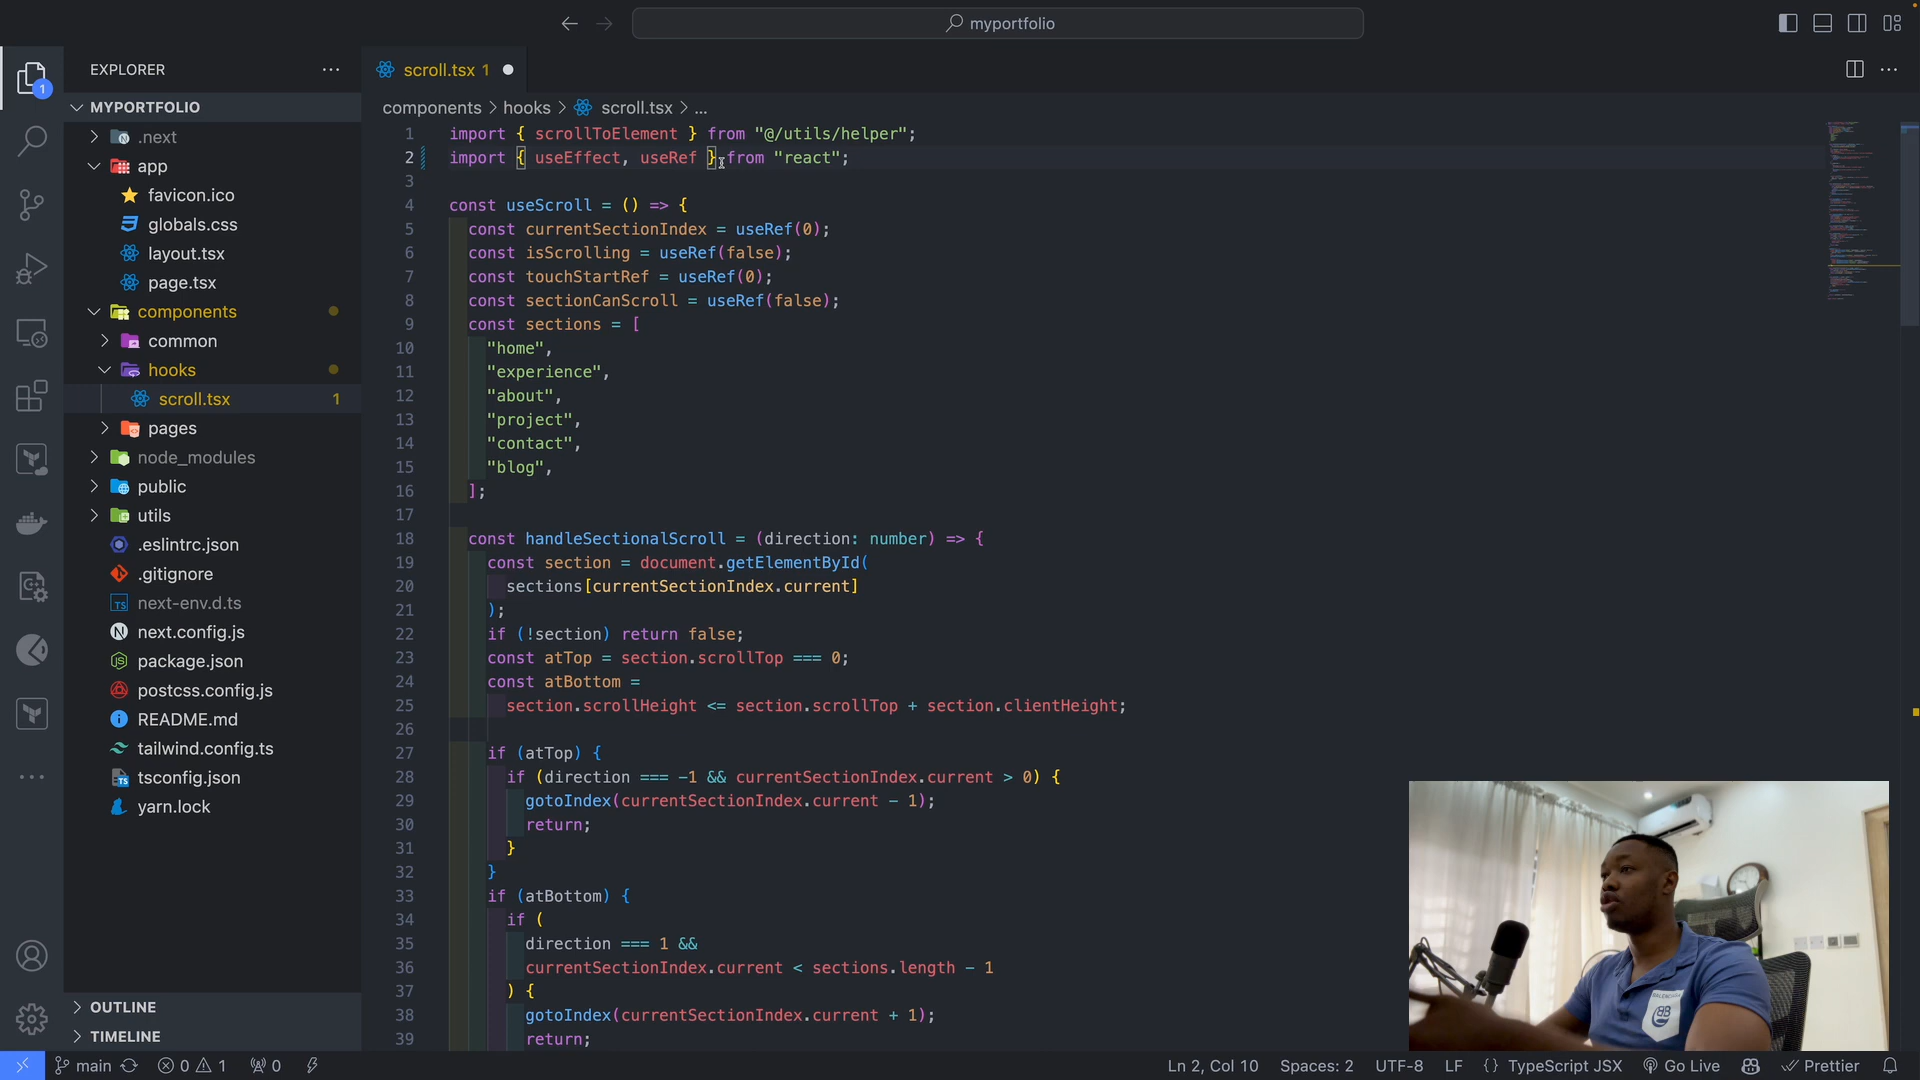 myportfolio
EXPLORER
scroll.tsx 1
1
MYPORTFOLIO
.next
app
favicon.ico
globals.css
layout.tsx
page.tsx
components
common
hooks
scroll.tsx 1
pages
node_modules
public
utils
.eslintrc.json
.gitignore
next-env.d.ts
next.config.js
package.json
postcss.config.js
README.md
tailwind.config.ts
tsconfig.json
yarn.lock
OUTLINE
TIMELINE
components > hooks > scroll.tsx > ...
1 import { scrollToElement } from "@/utils/helper";
2 import { useEffect, useRef } from "react";
3
4 const useScroll = () => {
5 const currentSectionIndex = useRef(0);
6 const isScrolling = useRef(false);
7 const touchStartRef = useRef(0);
8 const sectionCanScroll = useRef(false);
9 const sections = [
10 "home",
11 "experience",
12 "about",
13 "project",
14 "contact",
15 "blog",
16 ];
17
18 const handleSectionalScroll = (direction: number) => {
19 const section = document.getElementById(
20 sections[currentSectionIndex.current]
21 );
22 if (!section) return false;
23 const atTop = section.scrollTop === 0;
24 const atBottom =
25 section.scrollHeight <= section.scrollTop + section.clientHeight;
26
27 if (atTop) {
28 if (direction === -1 && currentSectionIndex.current > 0) {
29 gotoIndex(currentSectionIndex.current - 1);
30 return;
31 }
32 }
33 if (atBottom) {
34 if (
35 direction === 1 &&
36 currentSectionIndex.current < sections.length - 1
37 ) {
38 gotoIndex(currentSectionIndex.current + 1);
39 return;
main 0 1 0 Ln 2, Col 10 Spaces: 2 UTF-8 LF {} TypeScript JSX Go Live Prettier